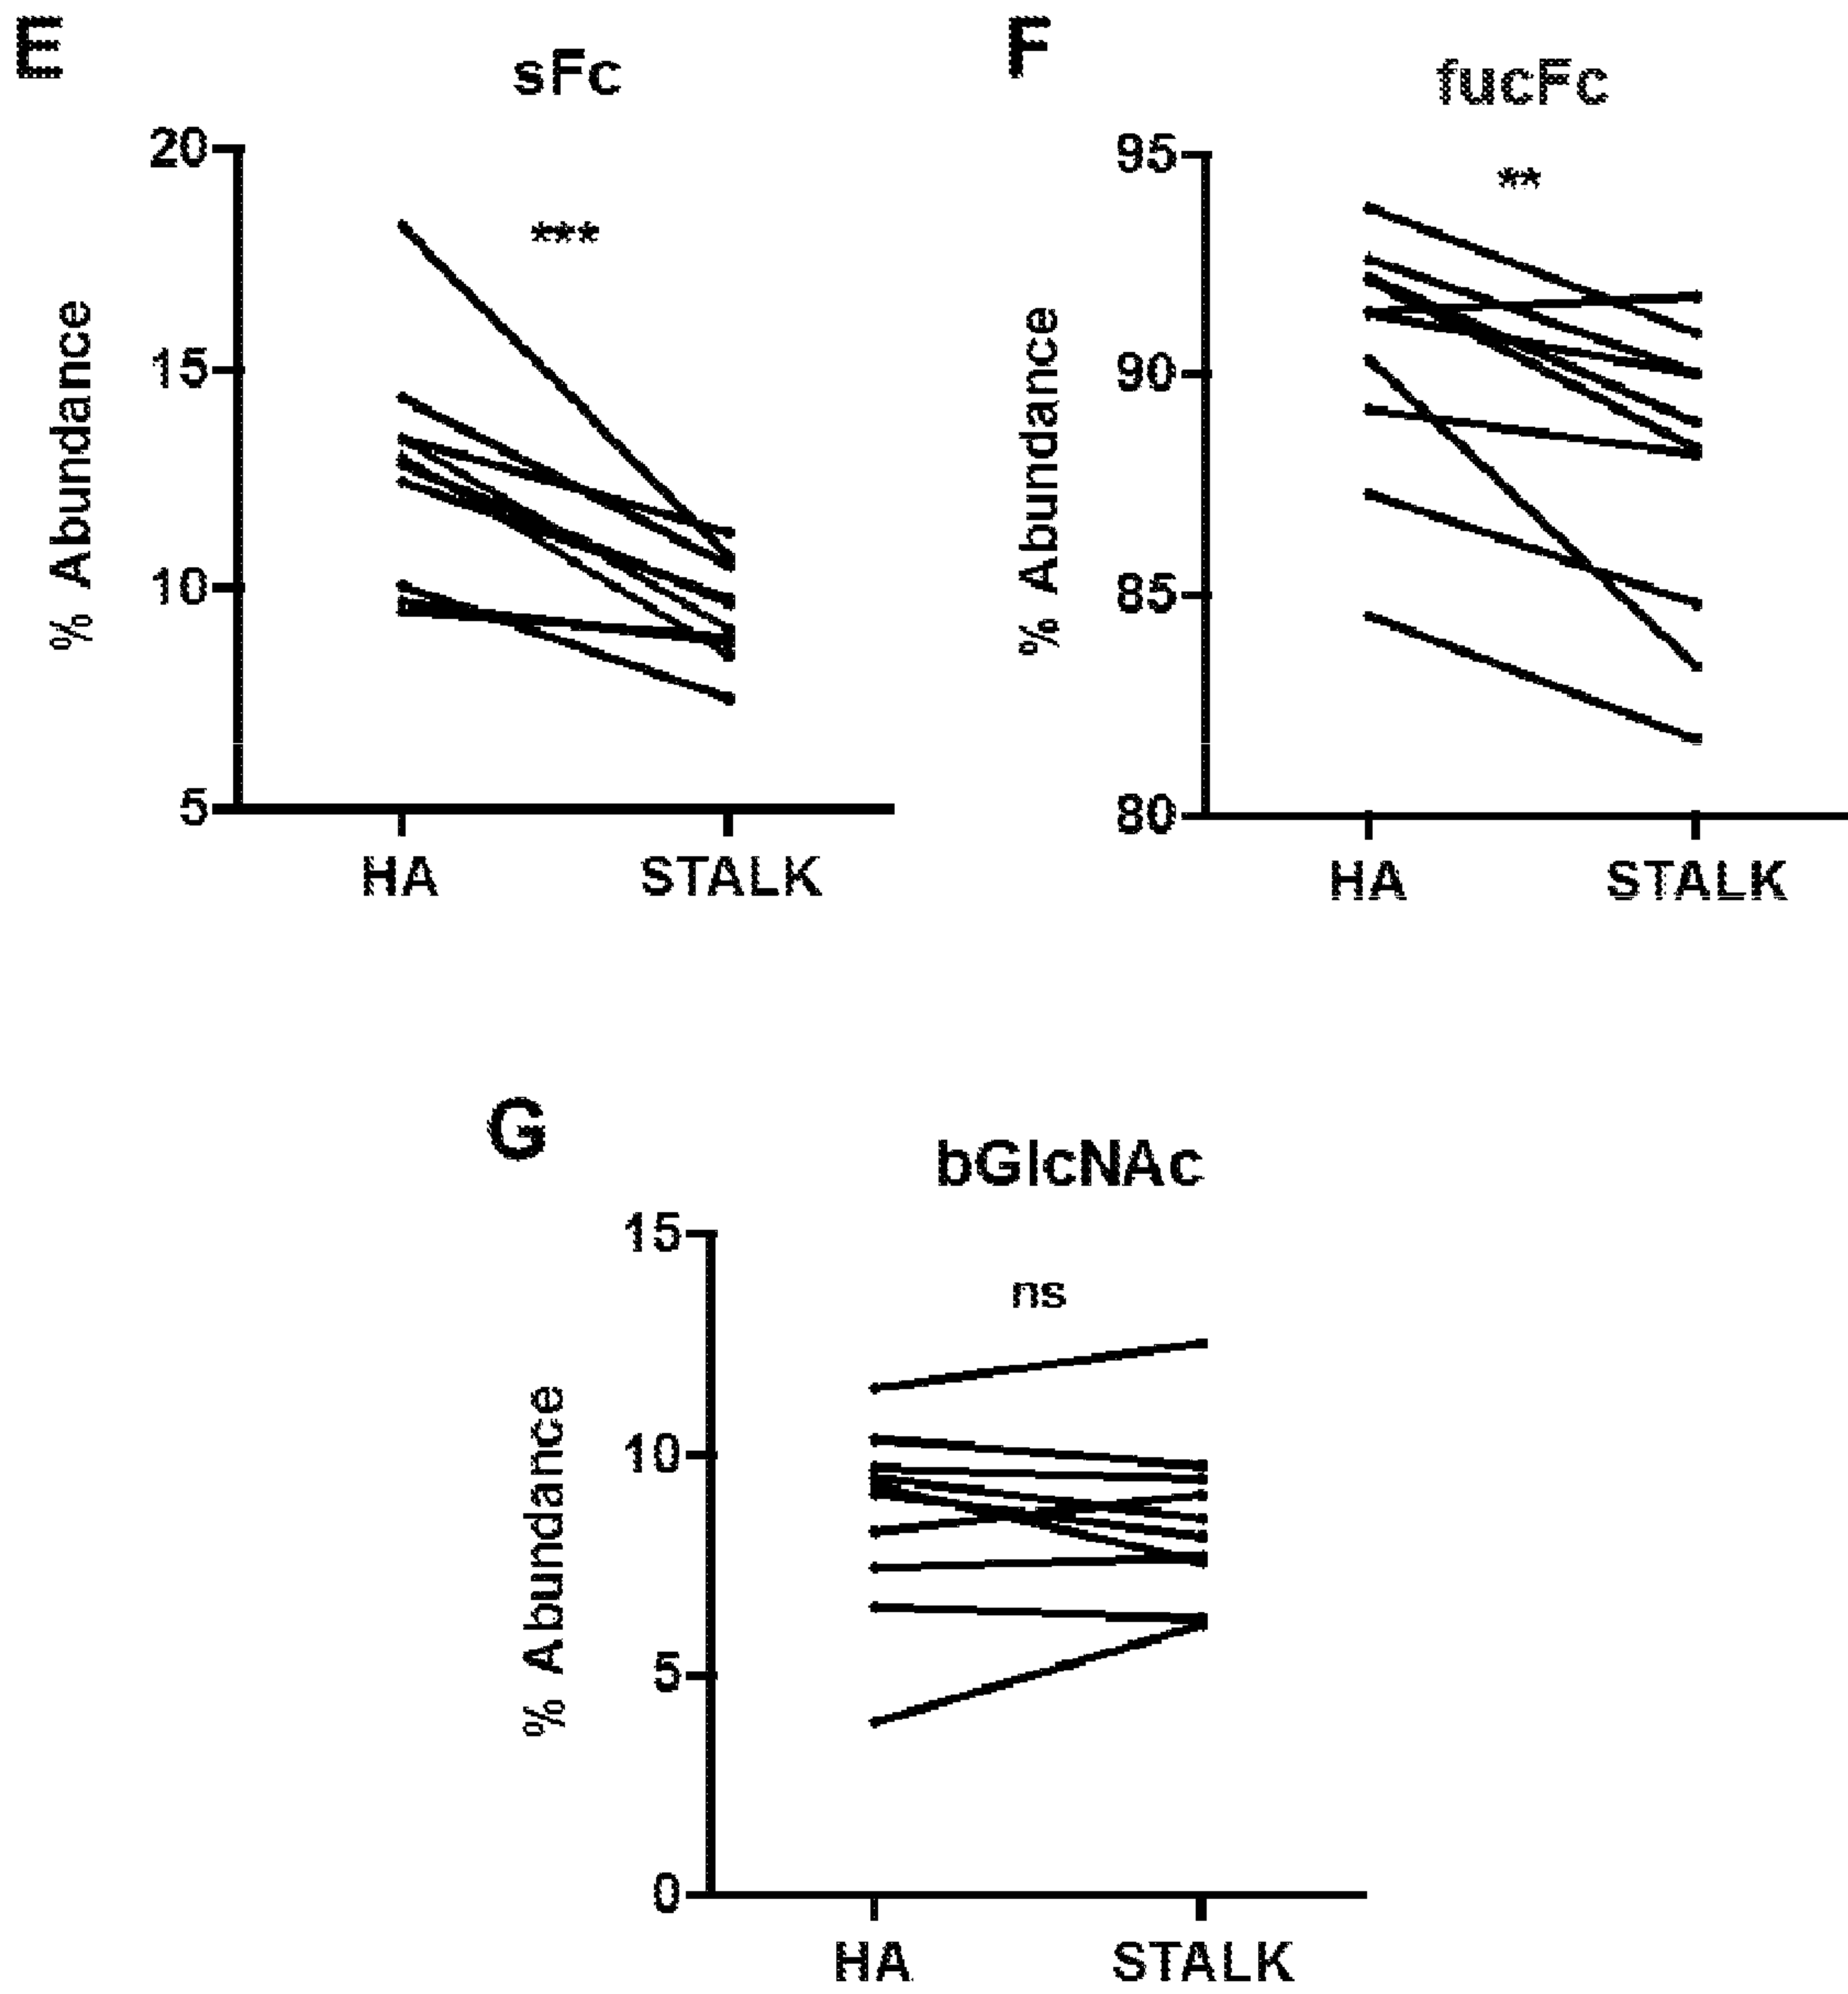 E
sFc
20
***
15
10
5
% Abundance
HA STALK
F
fucFc
95
**
90
85
80
% Abundance
HA STALK
G
bGlcNAc
15
ns
10
5
0
% Abundance
HA STALK